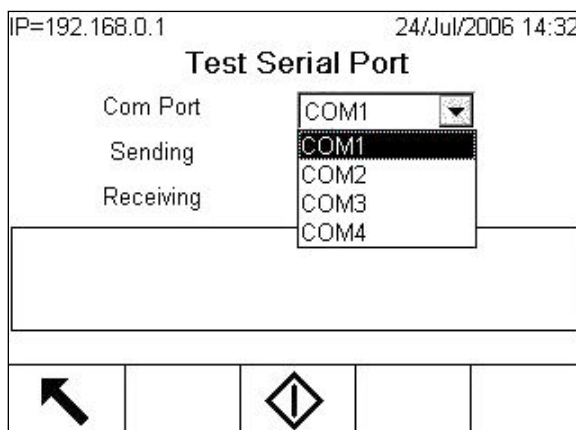 IP=192.168.0.1 24/Jul/2006 14:32
Test Serial Port
Com Port COM1
Sending COM1
COM2
Receiving COM3
COM4